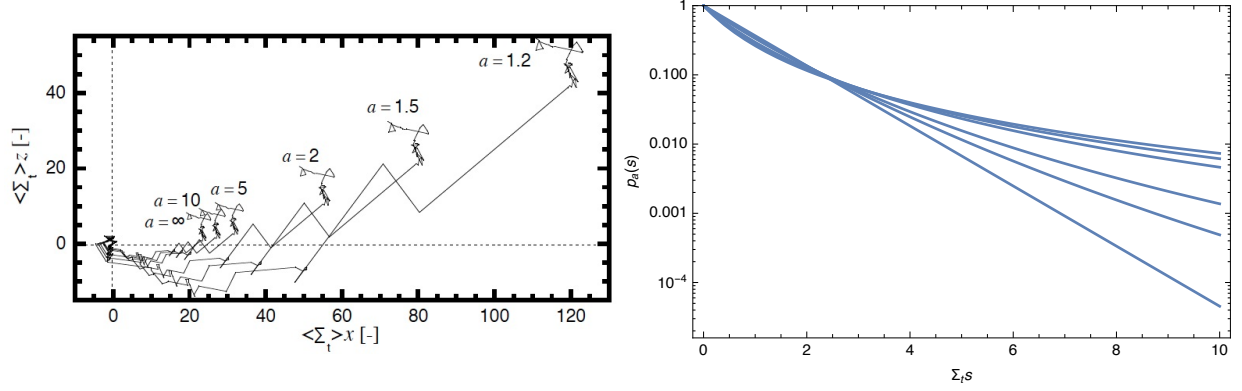 a = 1.2
a = 1.5
a = 2
a = 5
a = 10
a = ∞
40
20
0
<Σt>z [-]
0
20
40
60
80
100
120
<Σt>x [-]
1
0.100
0.010
0.001
10⁻⁴
pa(s)
0
2
4
6
8
10
Σts